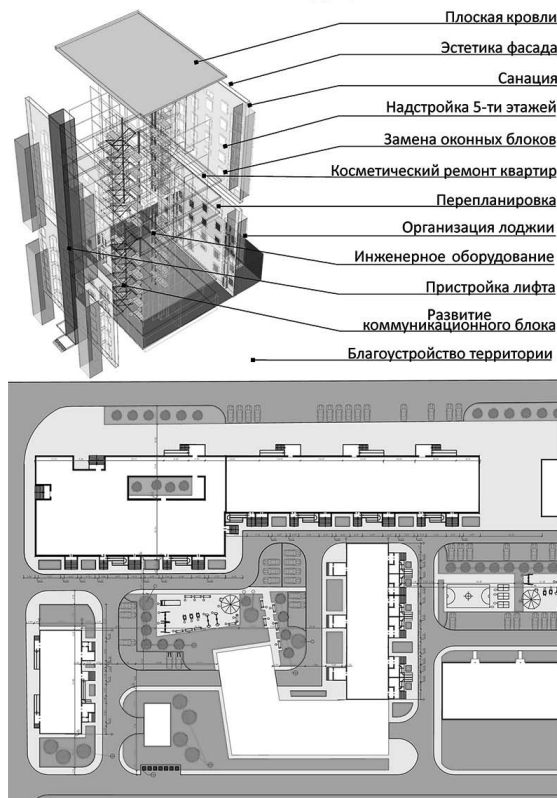 Плоская кровли
Эстетика фасада
Санация
Надстройка 5-ти этажей
Замена оконных блоков
Косметический ремонт квартир
Перепланировка
Организация лоджии
Инженерное оборудование
Пристройка лифта
Развитие
коммуникационного блока
Благоустройство территории